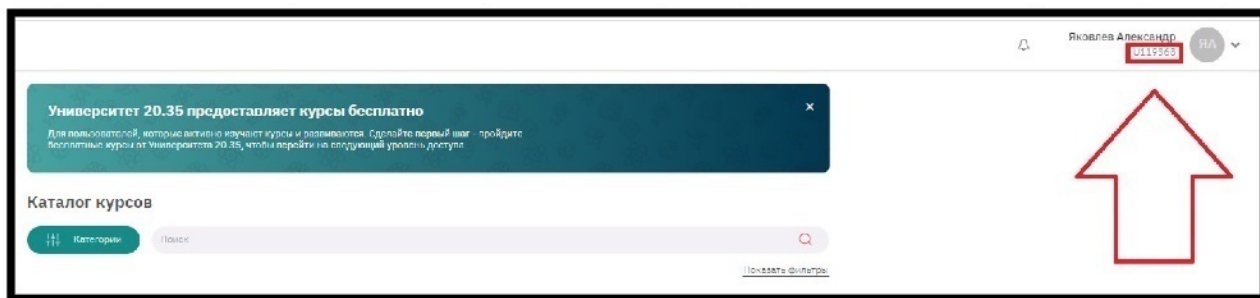 Яковлев Александр
U119363
ЯА
Университет 20.35 предоставляет курсы бесплатно
Для пользователей, которые активно изучают курсы и развиваются. Сделайте первый шаг - пройдите
бесплатные курсы от Университета 20.35, чтобы перейти на следующий уровень доступа
Каталог курсов
Категории
Поиск
Показать фильтры